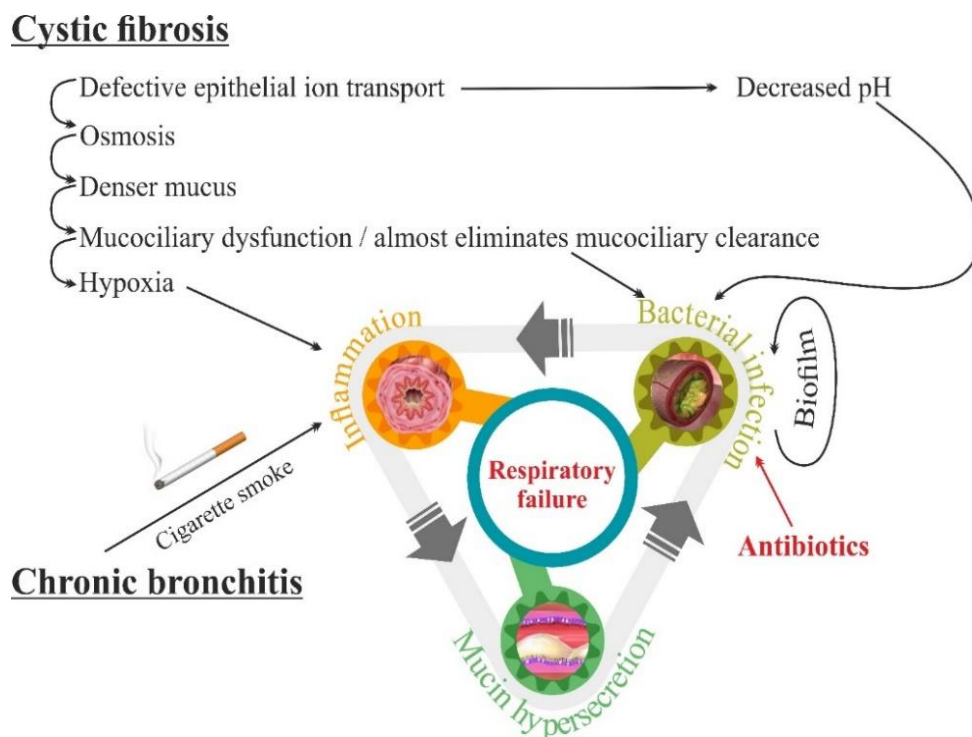 Cystic fibrosis
Defective epithelial ion transport
Decreased pH
Osmosis
Denser mucus
Mucociliary dysfunction / almost eliminates mucociliary clearance
Hypoxia
Inflammation
Bacterial infection
Biofilm
Respiratory
failure
Cigarette smoke
Antibiotics
Chronic bronchitis
Mucin hypersecretion